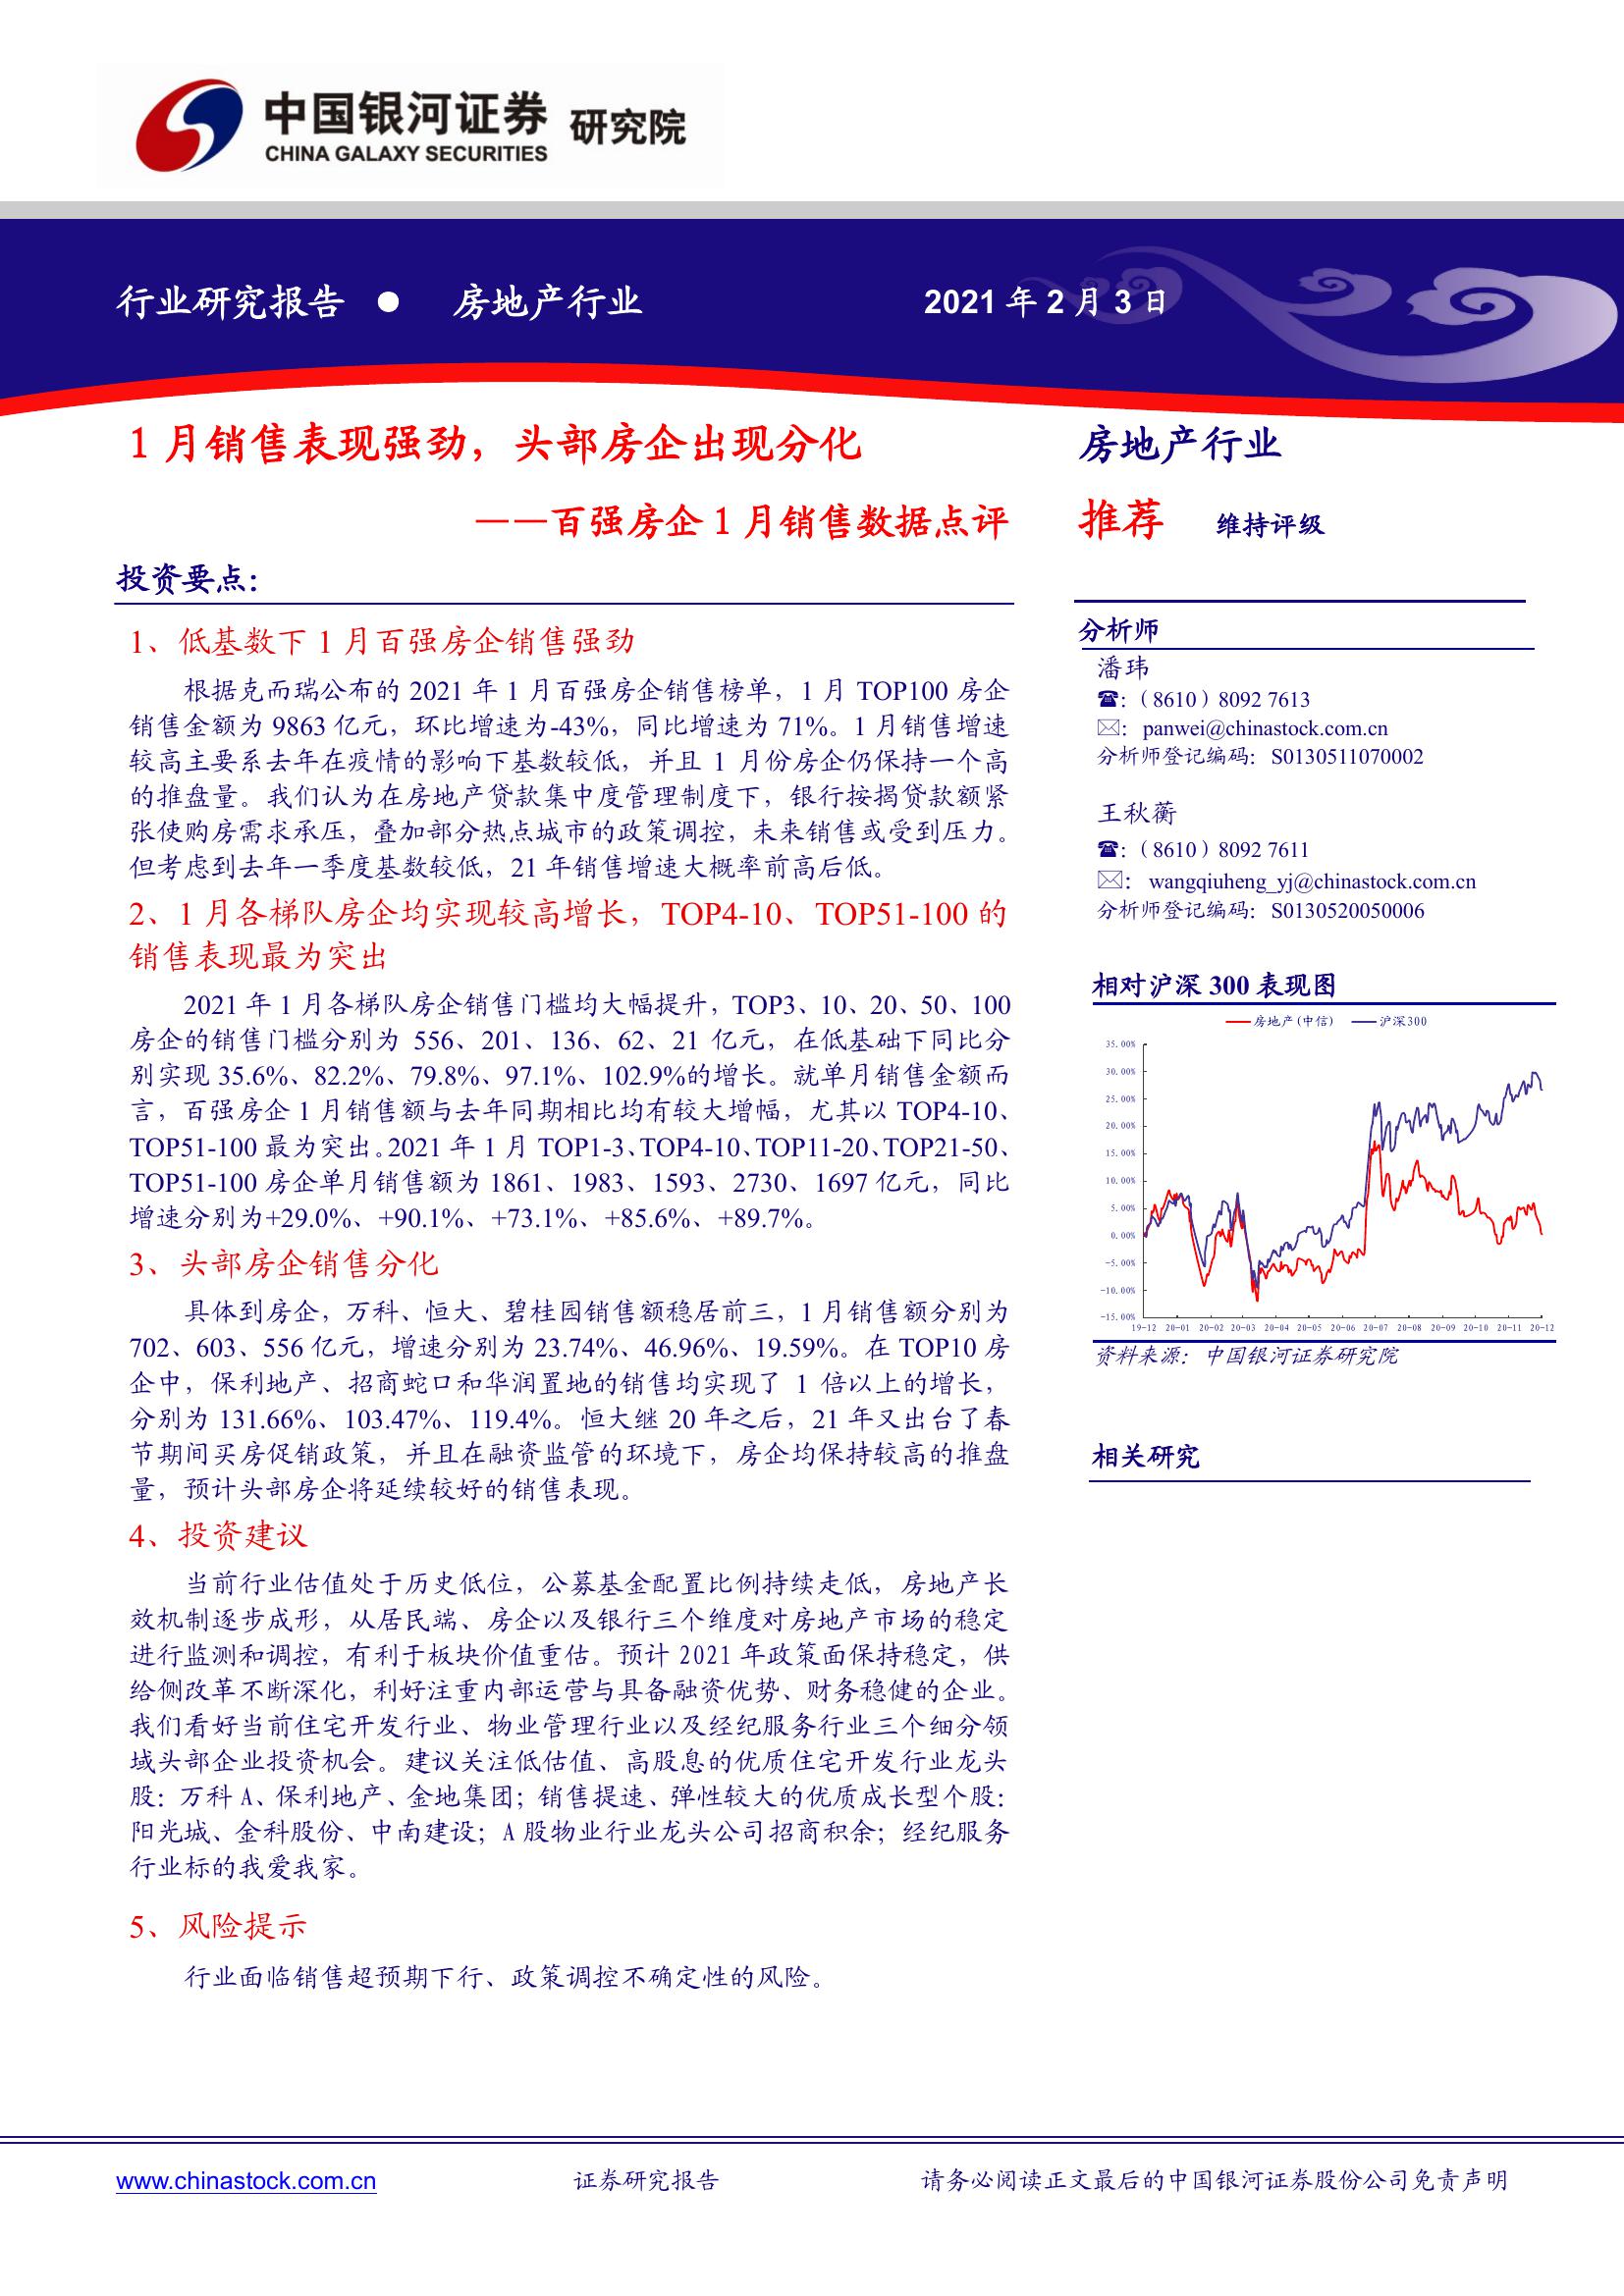 中国银河证券 研究院
CHINA GALAXY SECURITIES
行业研究报告 ● 房地产行业
2021 年 2 月 3 日
1 月销售表现强劲，头部房企出现分化
——百强房企 1 月销售数据点评
投资要点：
1、低基数下 1 月百强房企销售强劲
根据克而瑞公布的 2021 年 1 月百强房企销售榜单，1 月 TOP100 房企
销售金额为 9863 亿元，环比增速为-43%，同比增速为 71%。1 月销售增速
较高主要系去年在疫情的影响下基数较低，并且 1 月份房企仍保持一个高
的推盘量。我们认为在房地产贷款集中度管理制度下，银行按揭贷款额紧
张使购房需求承压，叠加部分热点城市的政策调控，未来销售或受到压力。
但考虑到去年一季度基数较低，21 年销售增速大概率前高后低。
2、1 月各梯队房企均实现较高增长，TOP4-10、TOP51-100 的
销售表现最为突出
2021 年 1 月各梯队房企销售门槛均大幅提升，TOP3、10、20、50、100
房企的销售门槛分别为 556、201、136、62、21 亿元，在低基础下同比分
别实现 35.6%、82.2%、79.8%、97.1%、102.9%的增长。就单月销售金额而
言，百强房企 1 月销售额与去年同期相比均有较大增幅，尤其以 TOP4-10、
TOP51-100 最为突出。2021 年 1 月 TOP1-3、TOP4-10、TOP11-20、TOP21-50、
TOP51-100 房企单月销售额为 1861、1983、1593、2730、1697 亿元，同比
增速分别为+29.0%、+90.1%、+73.1%、+85.6%、+89.7%。
3、头部房企销售分化
具体到房企，万科、恒大、碧桂园销售额稳居前三，1 月销售额分别为
702、603、556 亿元，增速分别为 23.74%、46.96%、19.59%。在 TOP10 房
企中，保利地产、招商蛇口和华润置地的销售均实现了 1 倍以上的增长，
分别为 131.66%、103.47%、119.4%。恒大继 20 年之后，21 年又出台了春
节期间买房促销政策，并且在融资监管的环境下，房企均保持较高的推盘
量，预计头部房企将延续较好的销售表现。
4、投资建议
当前行业估值处于历史低位，公募基金配置比例持续走低，房地产长
效机制逐步成形，从居民端、房企以及银行三个维度对房地产市场的稳定
进行监测和调控，有利于板块价值重估。预计 2021 年政策面保持稳定，供
给侧改革不断深化，利好注重内部运营与具备融资优势、财务稳健的企业。
我们看好当前住宅开发行业、物业管理行业以及经纪服务行业三个细分领
域头部企业投资机会。建议关注低估值、高股息的优质住宅开发行业龙头
股：万科 A、保利地产、金地集团；销售提速、弹性较大的优质成长型个股：
阳光城、金科股份、中南建设；A 股物业行业龙头公司招商积余；经纪服务
行业标的我爱我家。
5、风险提示
行业面临销售超预期下行、政策调控不确定性的风险。
房地产行业
推荐 维持评级
分析师
潘玮
☎：（8610）8092 7613
✉： panwei@chinastock.com.cn
分析师登记编码：S0130511070002
王秋蘅
☎：（8610）8092 7611
✉： wangqiuheng_yj@chinastock.com.cn
分析师登记编码：S0130520050006
相对沪深 300 表现图
房地产(中信) 沪深300
35.00%
30.00%
25.00%
20.00%
15.00%
10.00%
5.00%
0.00%
-5.00%
-10.00%
-15.00%
19-12 20-01 20-02 20-03 20-04 20-05 20-06 20-07 20-08 20-09 20-10 20-11 20-12
资料来源：中国银河证券研究院
相关研究
www.chinastock.com.cn 证券研究报告 请务必阅读正文最后的中国银河证券股份公司免责声明